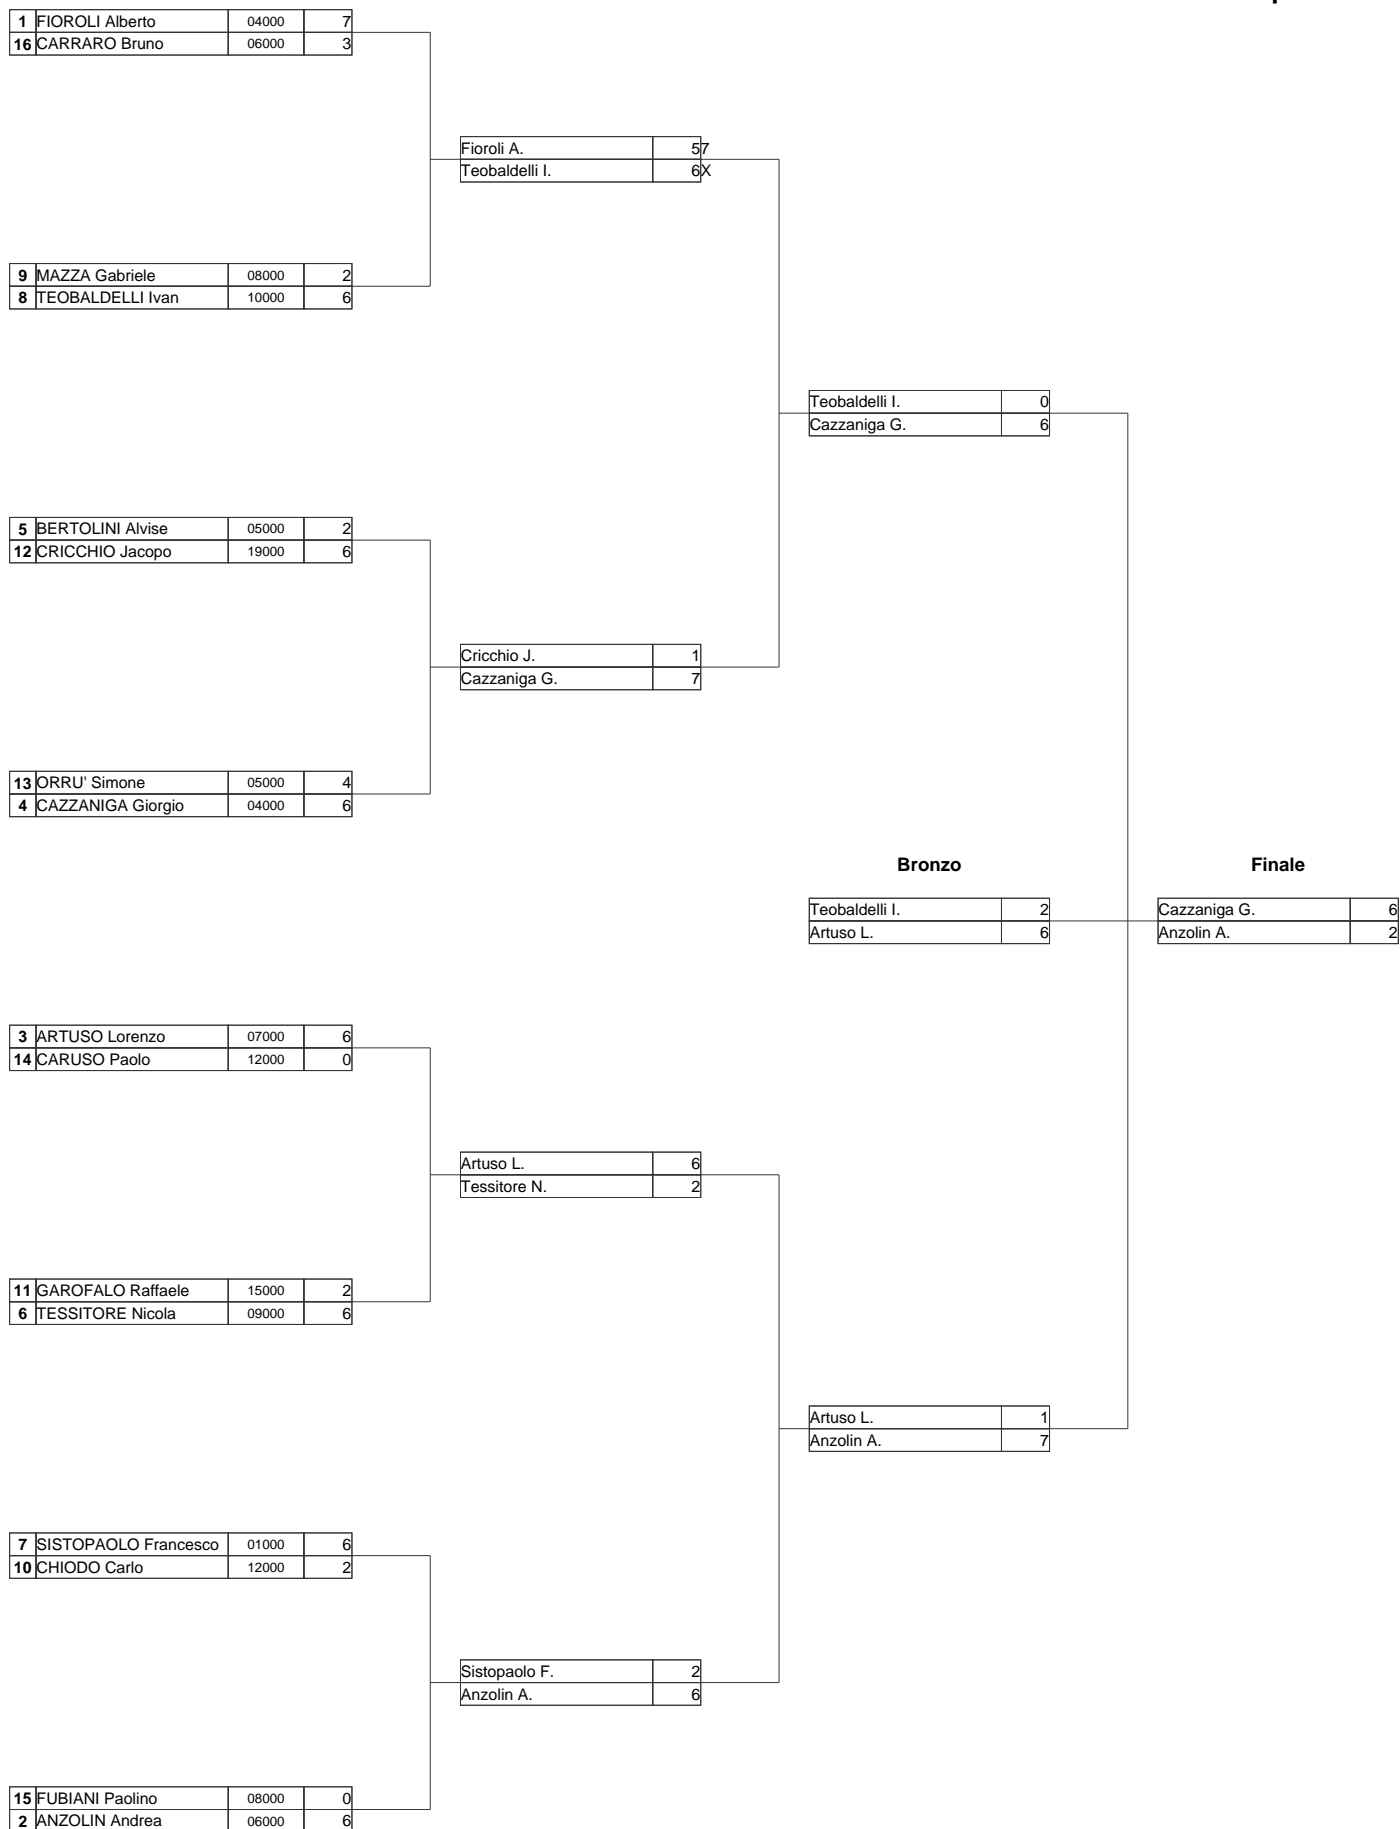 1 FIOROLI Alberto 04000 7
16 CARRARO Bruno 06000 3
Fioroli A. 5 7
Teobaldelli I. 6 X
9 MAZZA Gabriele 08000 2
8 TEOBALDELLI Ivan 10000 6
Teobaldelli I. 0
Cazzaniga G. 6
5 BERTOLINI Alvise 05000 2
12 CRICCHIO Jacopo 19000 6
Cricchio J. 1
Cazzaniga G. 7
13 ORRU' Simone 05000 4
4 CAZZANIGA Giorgio 04000 6
Bronzo Finale
Teobaldelli I. 2 Cazzaniga G. 6
Artuso L. 6 Anzolin A. 2
3 ARTUSO Lorenzo 07000 6
14 CARUSO Paolo 12000 0
Artuso L. 6
Tessitore N. 2
11 GAROFALO Raffaele 15000 2
6 TESSITORE Nicola 09000 6
Artuso L. 1
Anzolin A. 7
7 SISTOPAOLO Francesco 01000 6
10 CHIODO Carlo 12000 2
Sistopaolo F. 2
Anzolin A. 6
15 FUBIANI Paolino 08000 0
2 ANZOLIN Andrea 06000 6